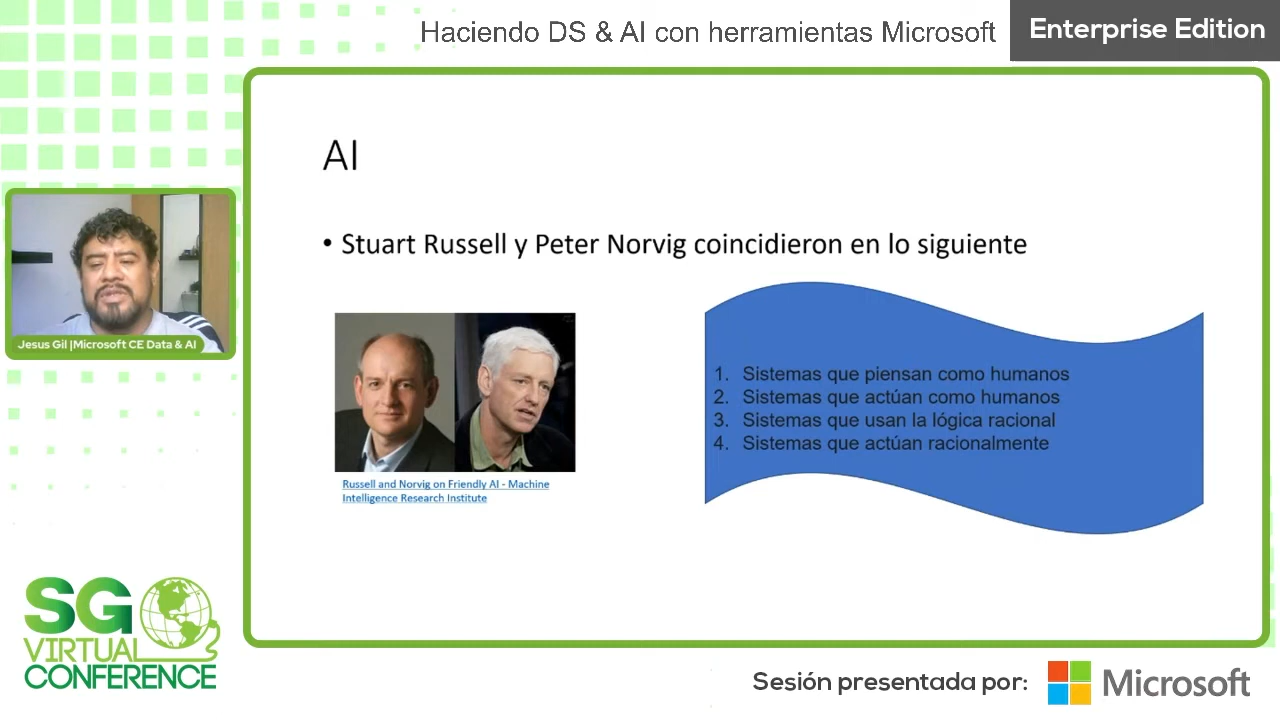 Haciendo DS & AI con herramientas Microsoft
Enterprise Edition
AI
• Stuart Russell y Peter Norvig coincidieron en lo siguiente
Jesus Gil |Microsoft CE Data & AI
Russell and Norvig on Friendly AI - Machine
Intelligence Research Institute
1. Sistemas que piensan como humanos
2. Sistemas que actúan como humanos
3. Sistemas que usan la lógica racional
4. Sistemas que actúan racionalmente
SG
VIRTUAL
CONFERENCE
Sesión presentada por:
Microsoft